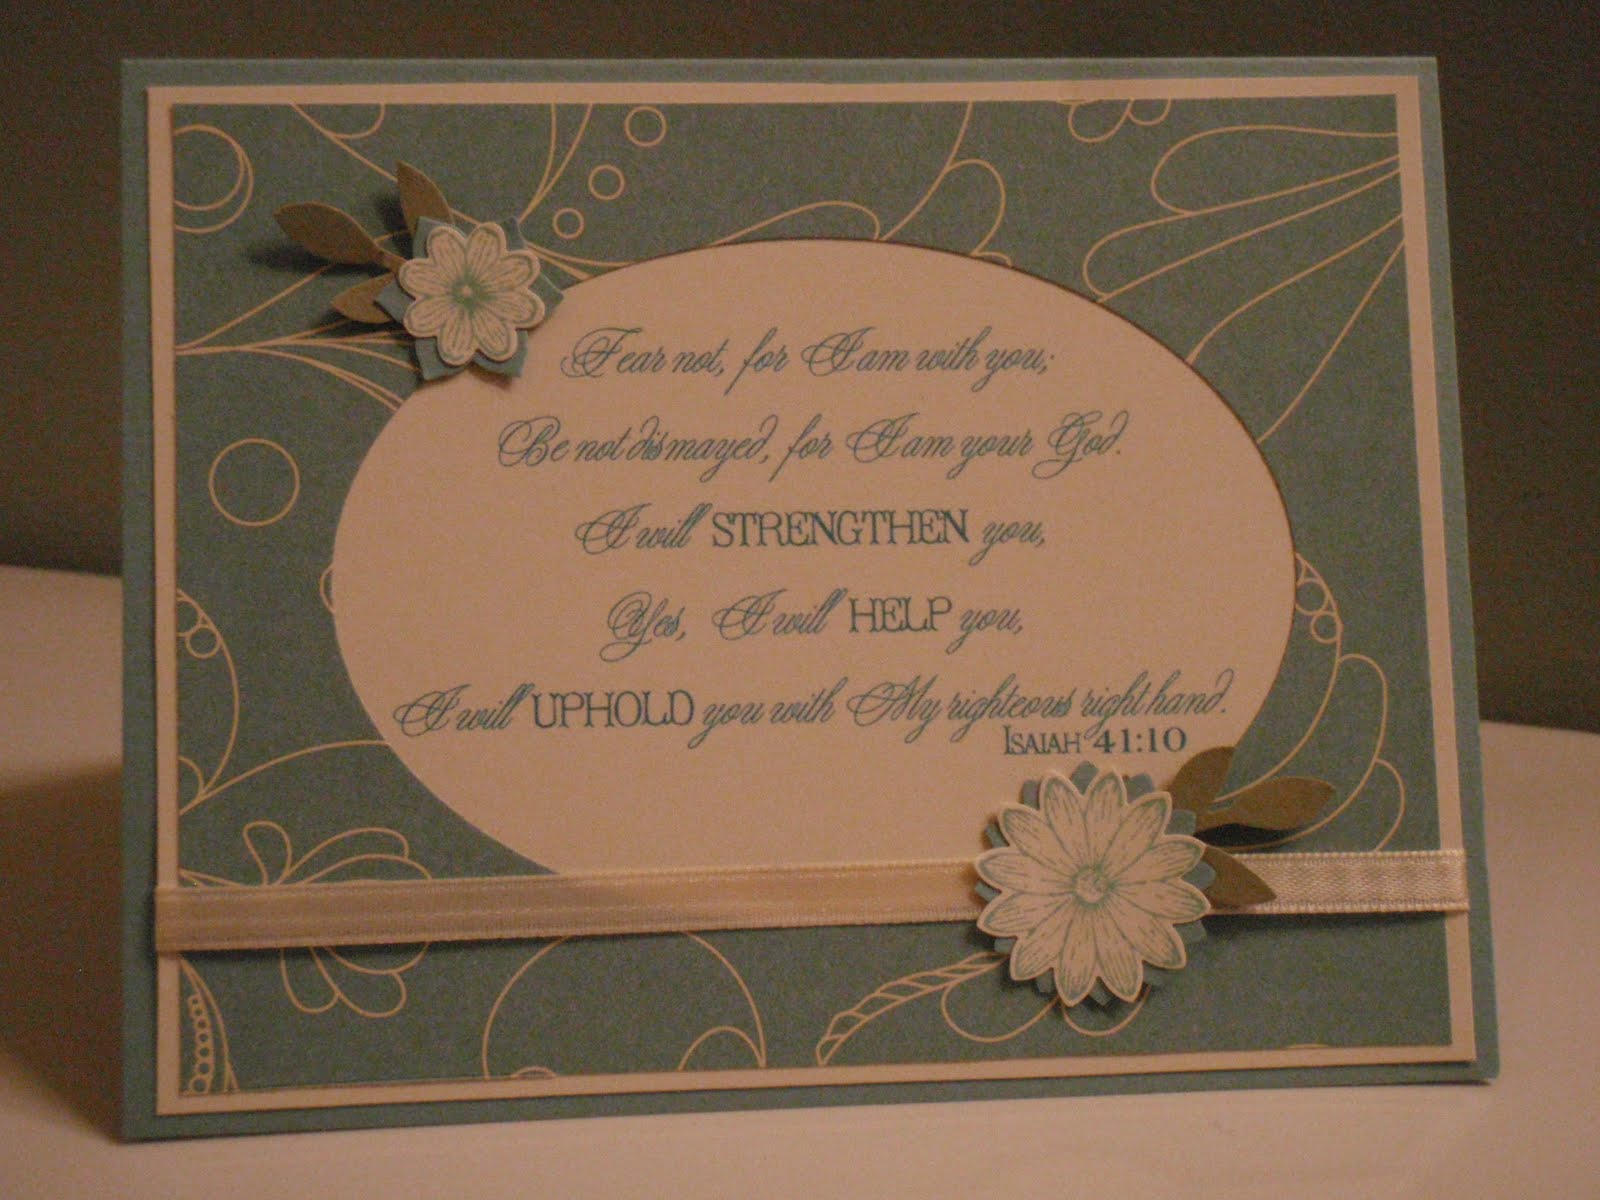 Fear not, for I am with you;
Be not dismayed, for I am your God.
I will STRENGTHEN you,
Yes, I will HELP you,
I will UPHOLD you with My righteous right hand.
ISAIAH 41:10